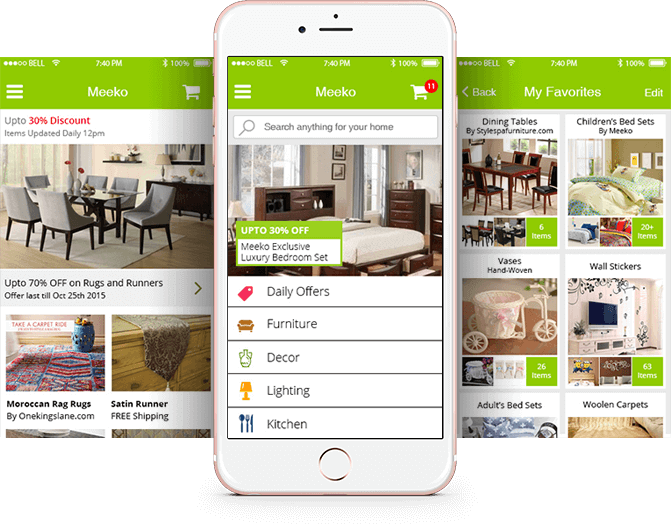 BELL 7:40 PM 100%
Meeko
Upto 30% Discount
Items Updated Daily 12pm
Upto 70% OFF on Rugs and Runners
Offer last till Oct 25th 2015
TAKE A CARPET RIDE
Moroccan Rag Rugs
By Onekingslane.com
Satin Runner
FREE Shipping
BELL 7:40 PM 100%
Meeko
11
Search anything for your home
UPTO 30% OFF
Meeko Exclusive
Luxury Bedroom Set
Daily Offers
Furniture
Decor
Lighting
Kitchen
BELL 7:40 PM 100%
Back My Favorites Edit
Dining Tables
By Stylespafurniture.com
6
Items
Children's Bed Sets
By Meeko
20+
Items
Vases
Hand-Woven
26
Items
Wall Stickers
63
Items
Adult's Bed Sets
Woolen Carpets